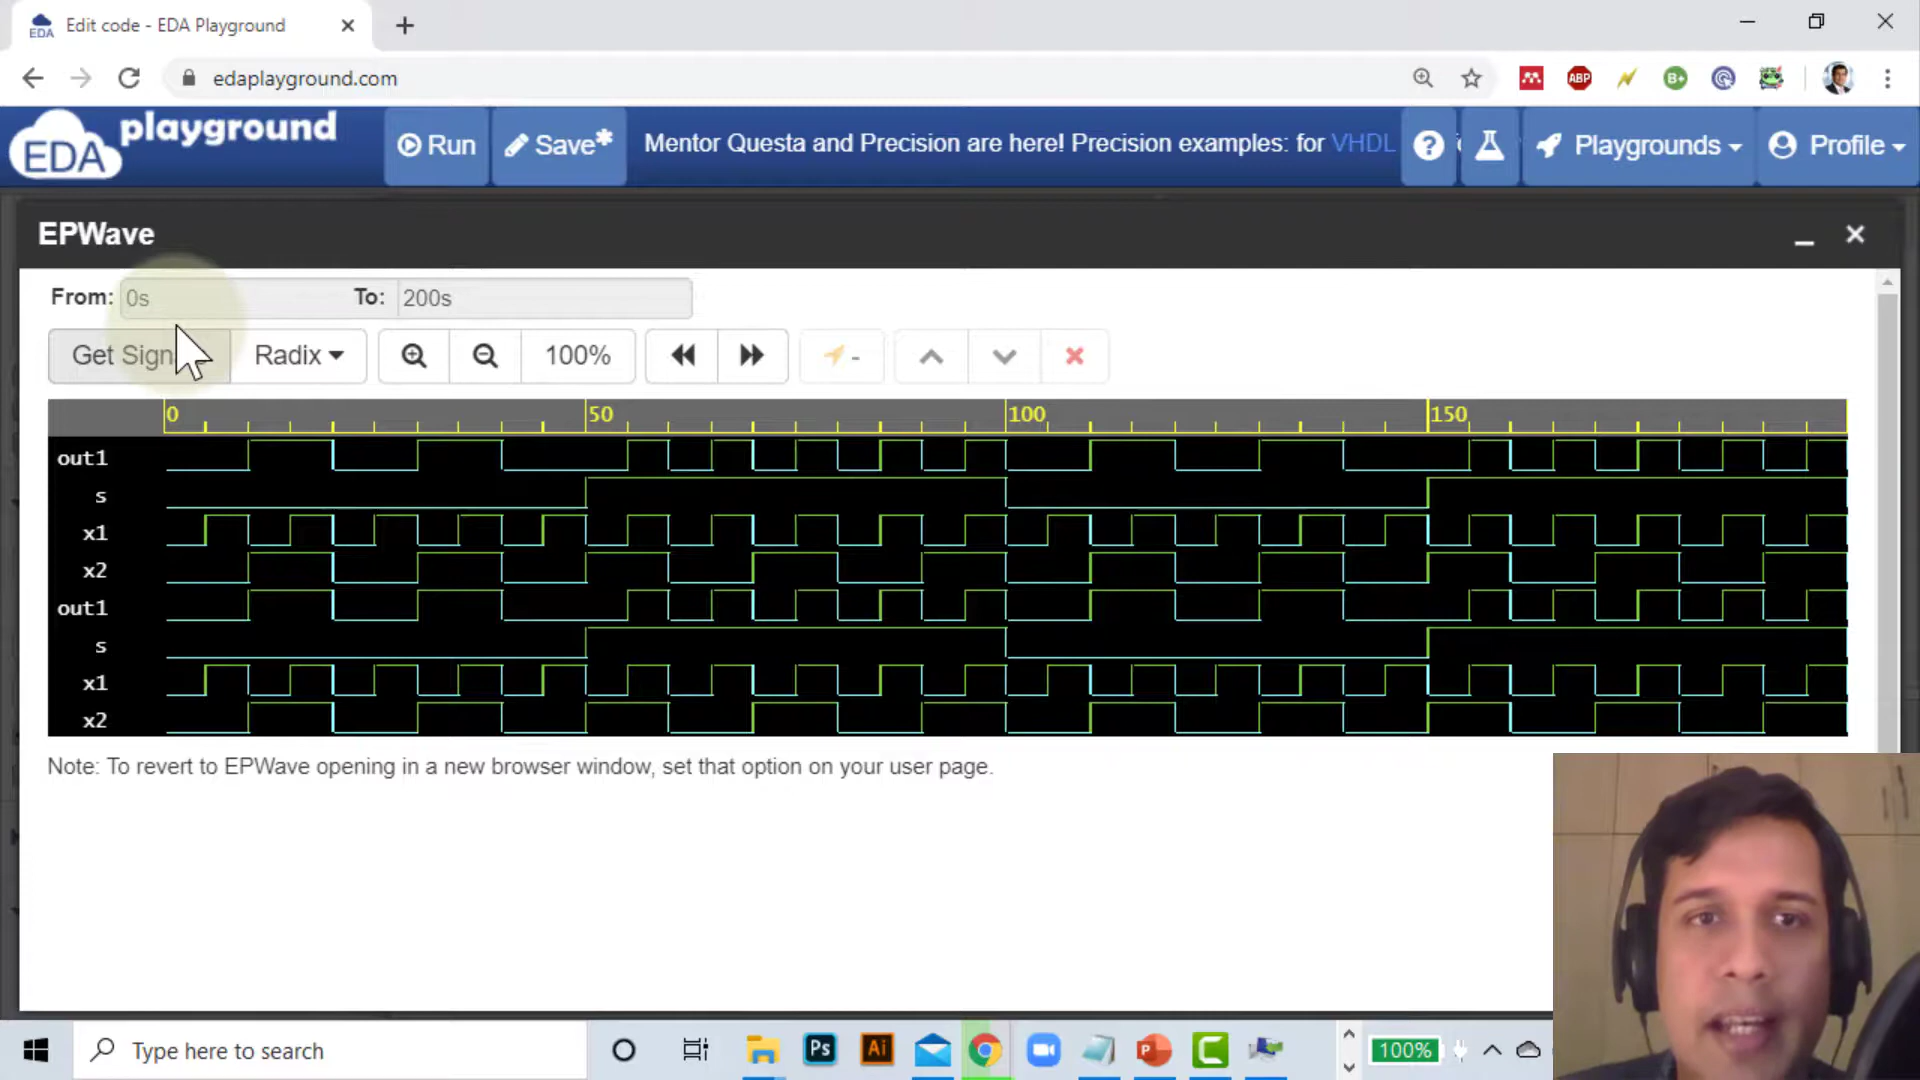 Edit code - EDA Playground
edaplayground.com
ABP
B+
EDA playground
Run
Save*
Mentor Questa and Precision are here! Precision examples: for VHDL
?
Playgrounds
Profile
EPWave
From: 0s To: 200s
Get Sign
Radix
100%
-
0 50 100 150
out1
s
x1
x2
out1
s
x1
x2
Note: To revert to EPWave opening in a new browser window, set that option on your user page.
Type here to search
Ps
Ai
100%